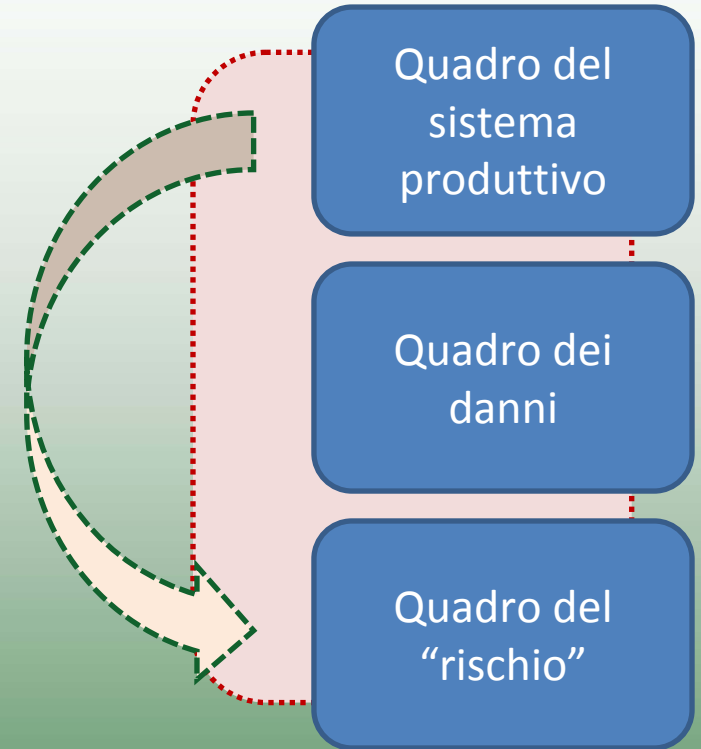 Quadro del
sistema
produttivo
Quadro dei
danni
Quadro del
“rischio”